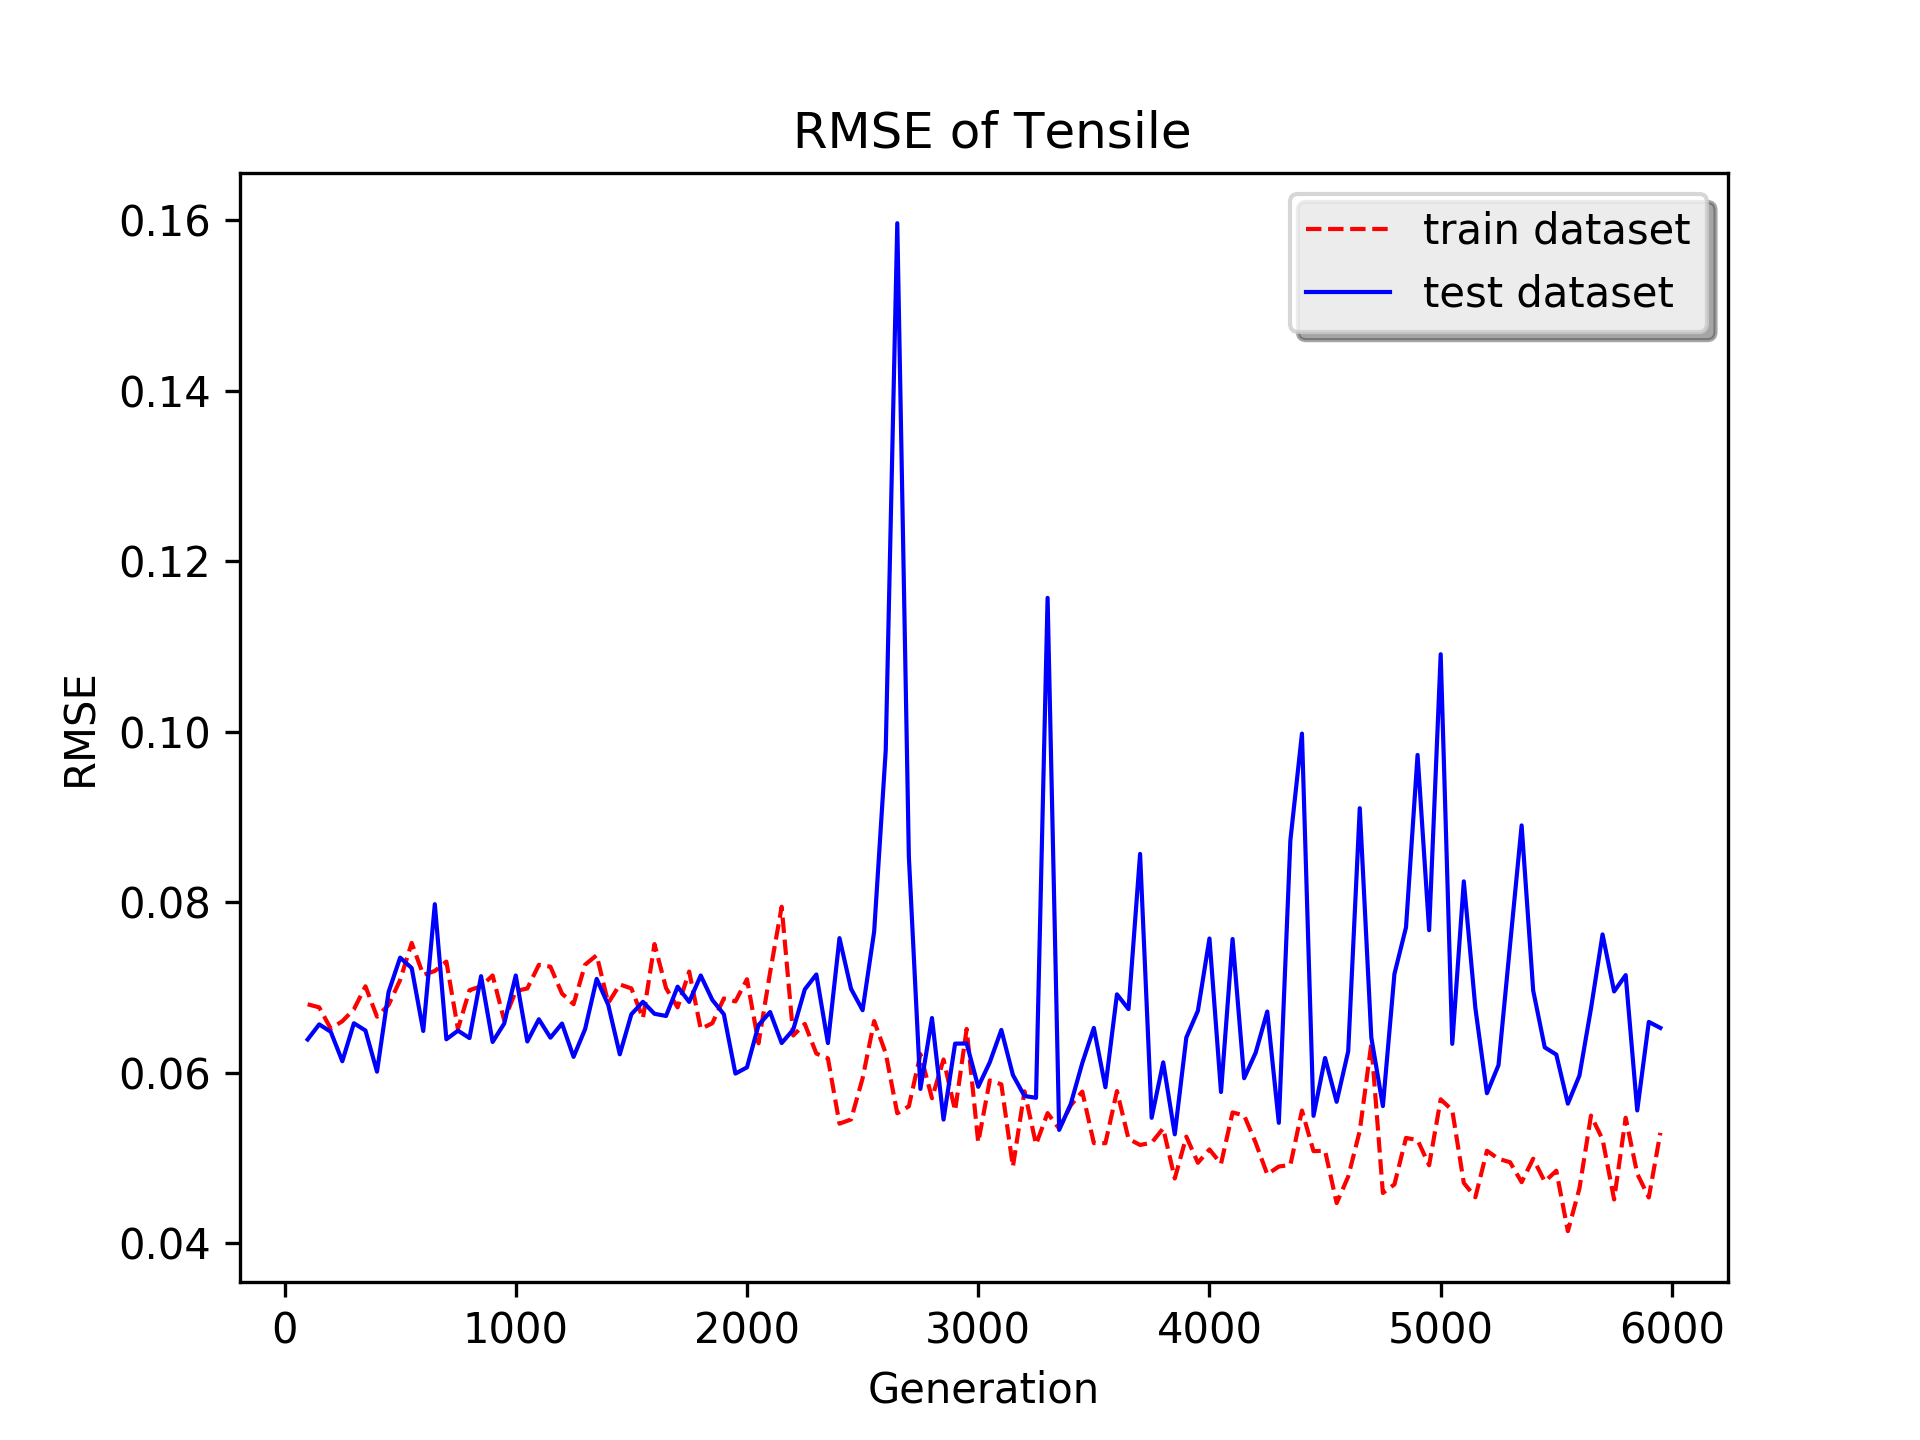 RMSE of Tensile
train dataset
test dataset
0.16
0.14
0.12
0.10
0.08
0.06
0.04
RMSE
0 1000 2000 3000 4000 5000 6000
Generation